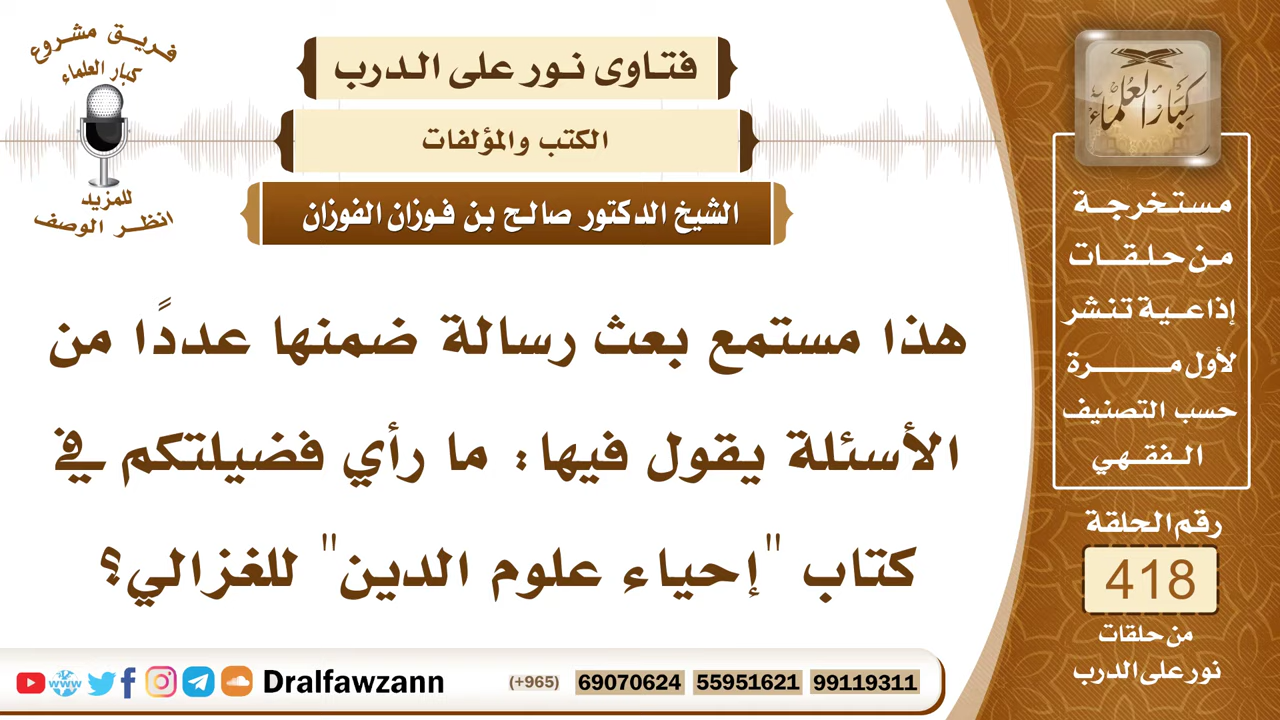 فريق مشروع
كبار العلماء
للمزيد
انظر الوصف
فتاوى نور على الدرب
الكتب والمؤلفات
الشيخ الدكتور صالح بن فوزان الفوزان
هذا مستمع بعث رسالة ضمنها عددًا من
الأسئلة يقول فيها: ما رأي فضيلتكم في
كتاب "إحياء علوم الدين" للغزالي؟
كبار العلماء
مستخرجة
من حلقات
إذاعية تنشر
لأول مرة
حسب التصنيف
الفقهي
رقم الحلقة
418
من حلقات
نور على الدرب
Dralfawzann (+965) 69070624 55951621 99119311